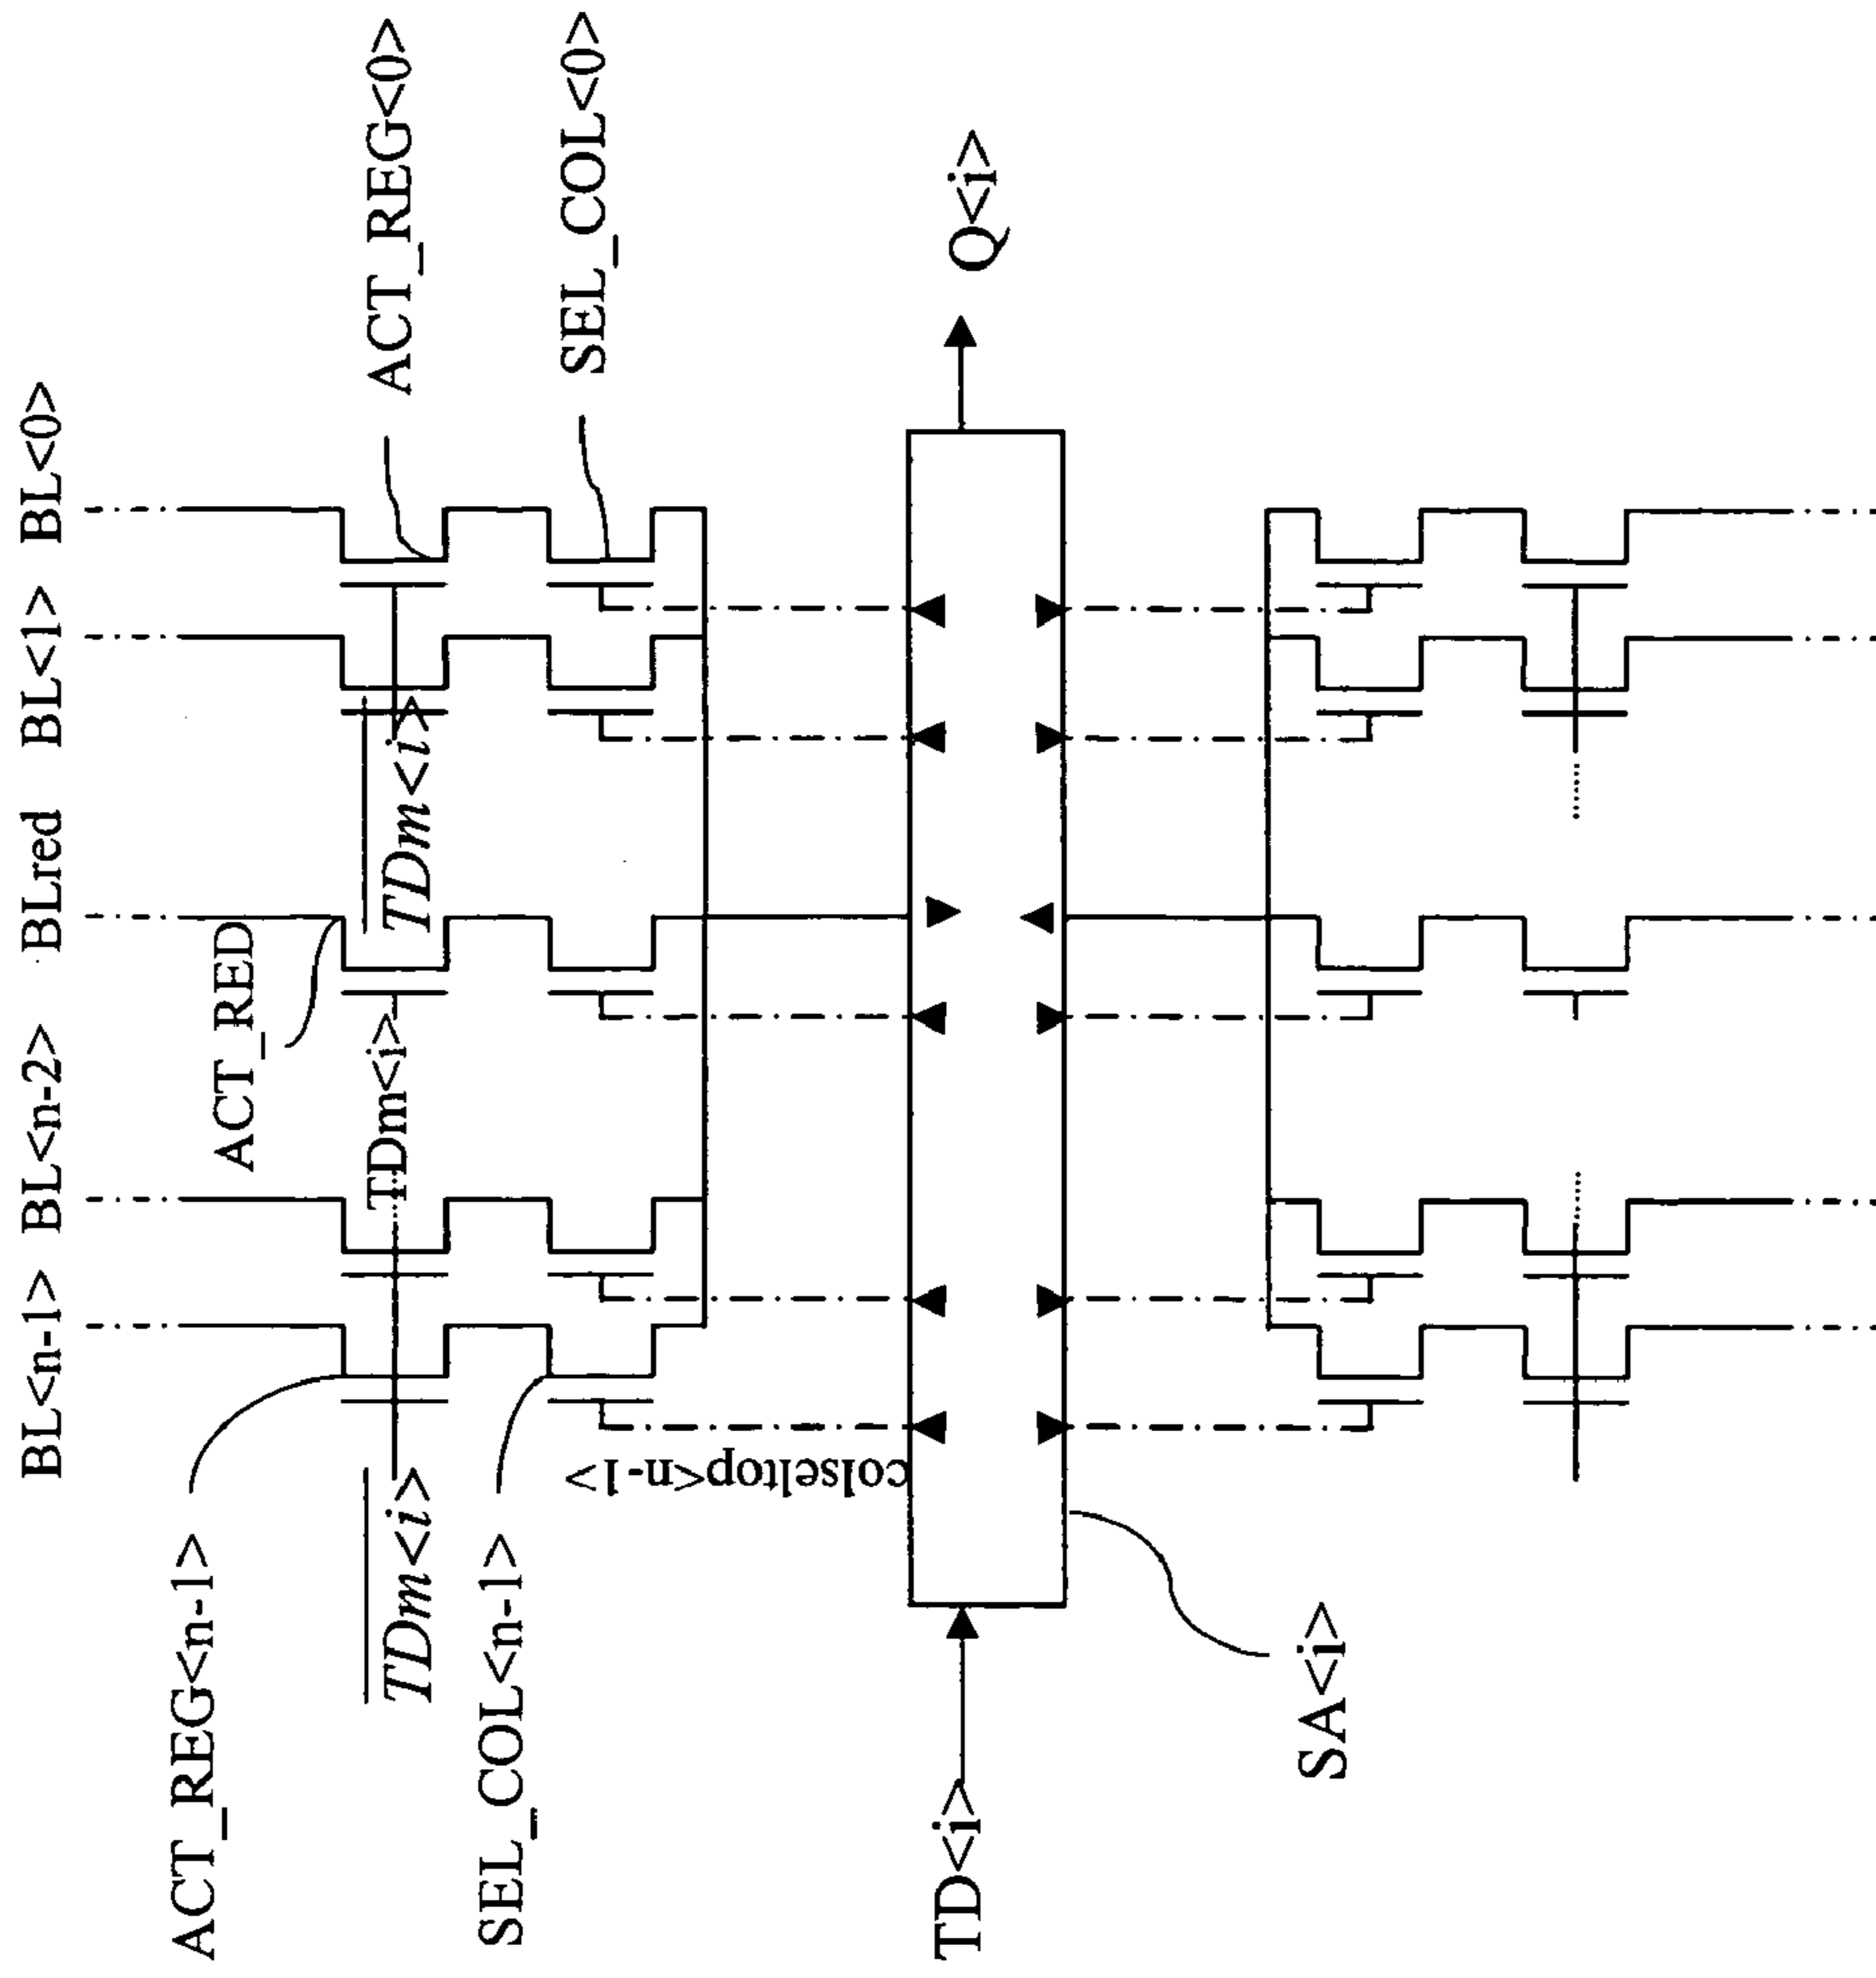 BL<n-1> BL<n-2> BLred BL<1> BL<0>
ACT_RED
ACT_REG<n-1>
TDm<i>
TDm<i>
TDm<i>
ACT_REG<0>
SEL_COL<n-1>
SEL_COL<0>
colseltop<n-1>
TD<i>
Q<i>
SA<i>